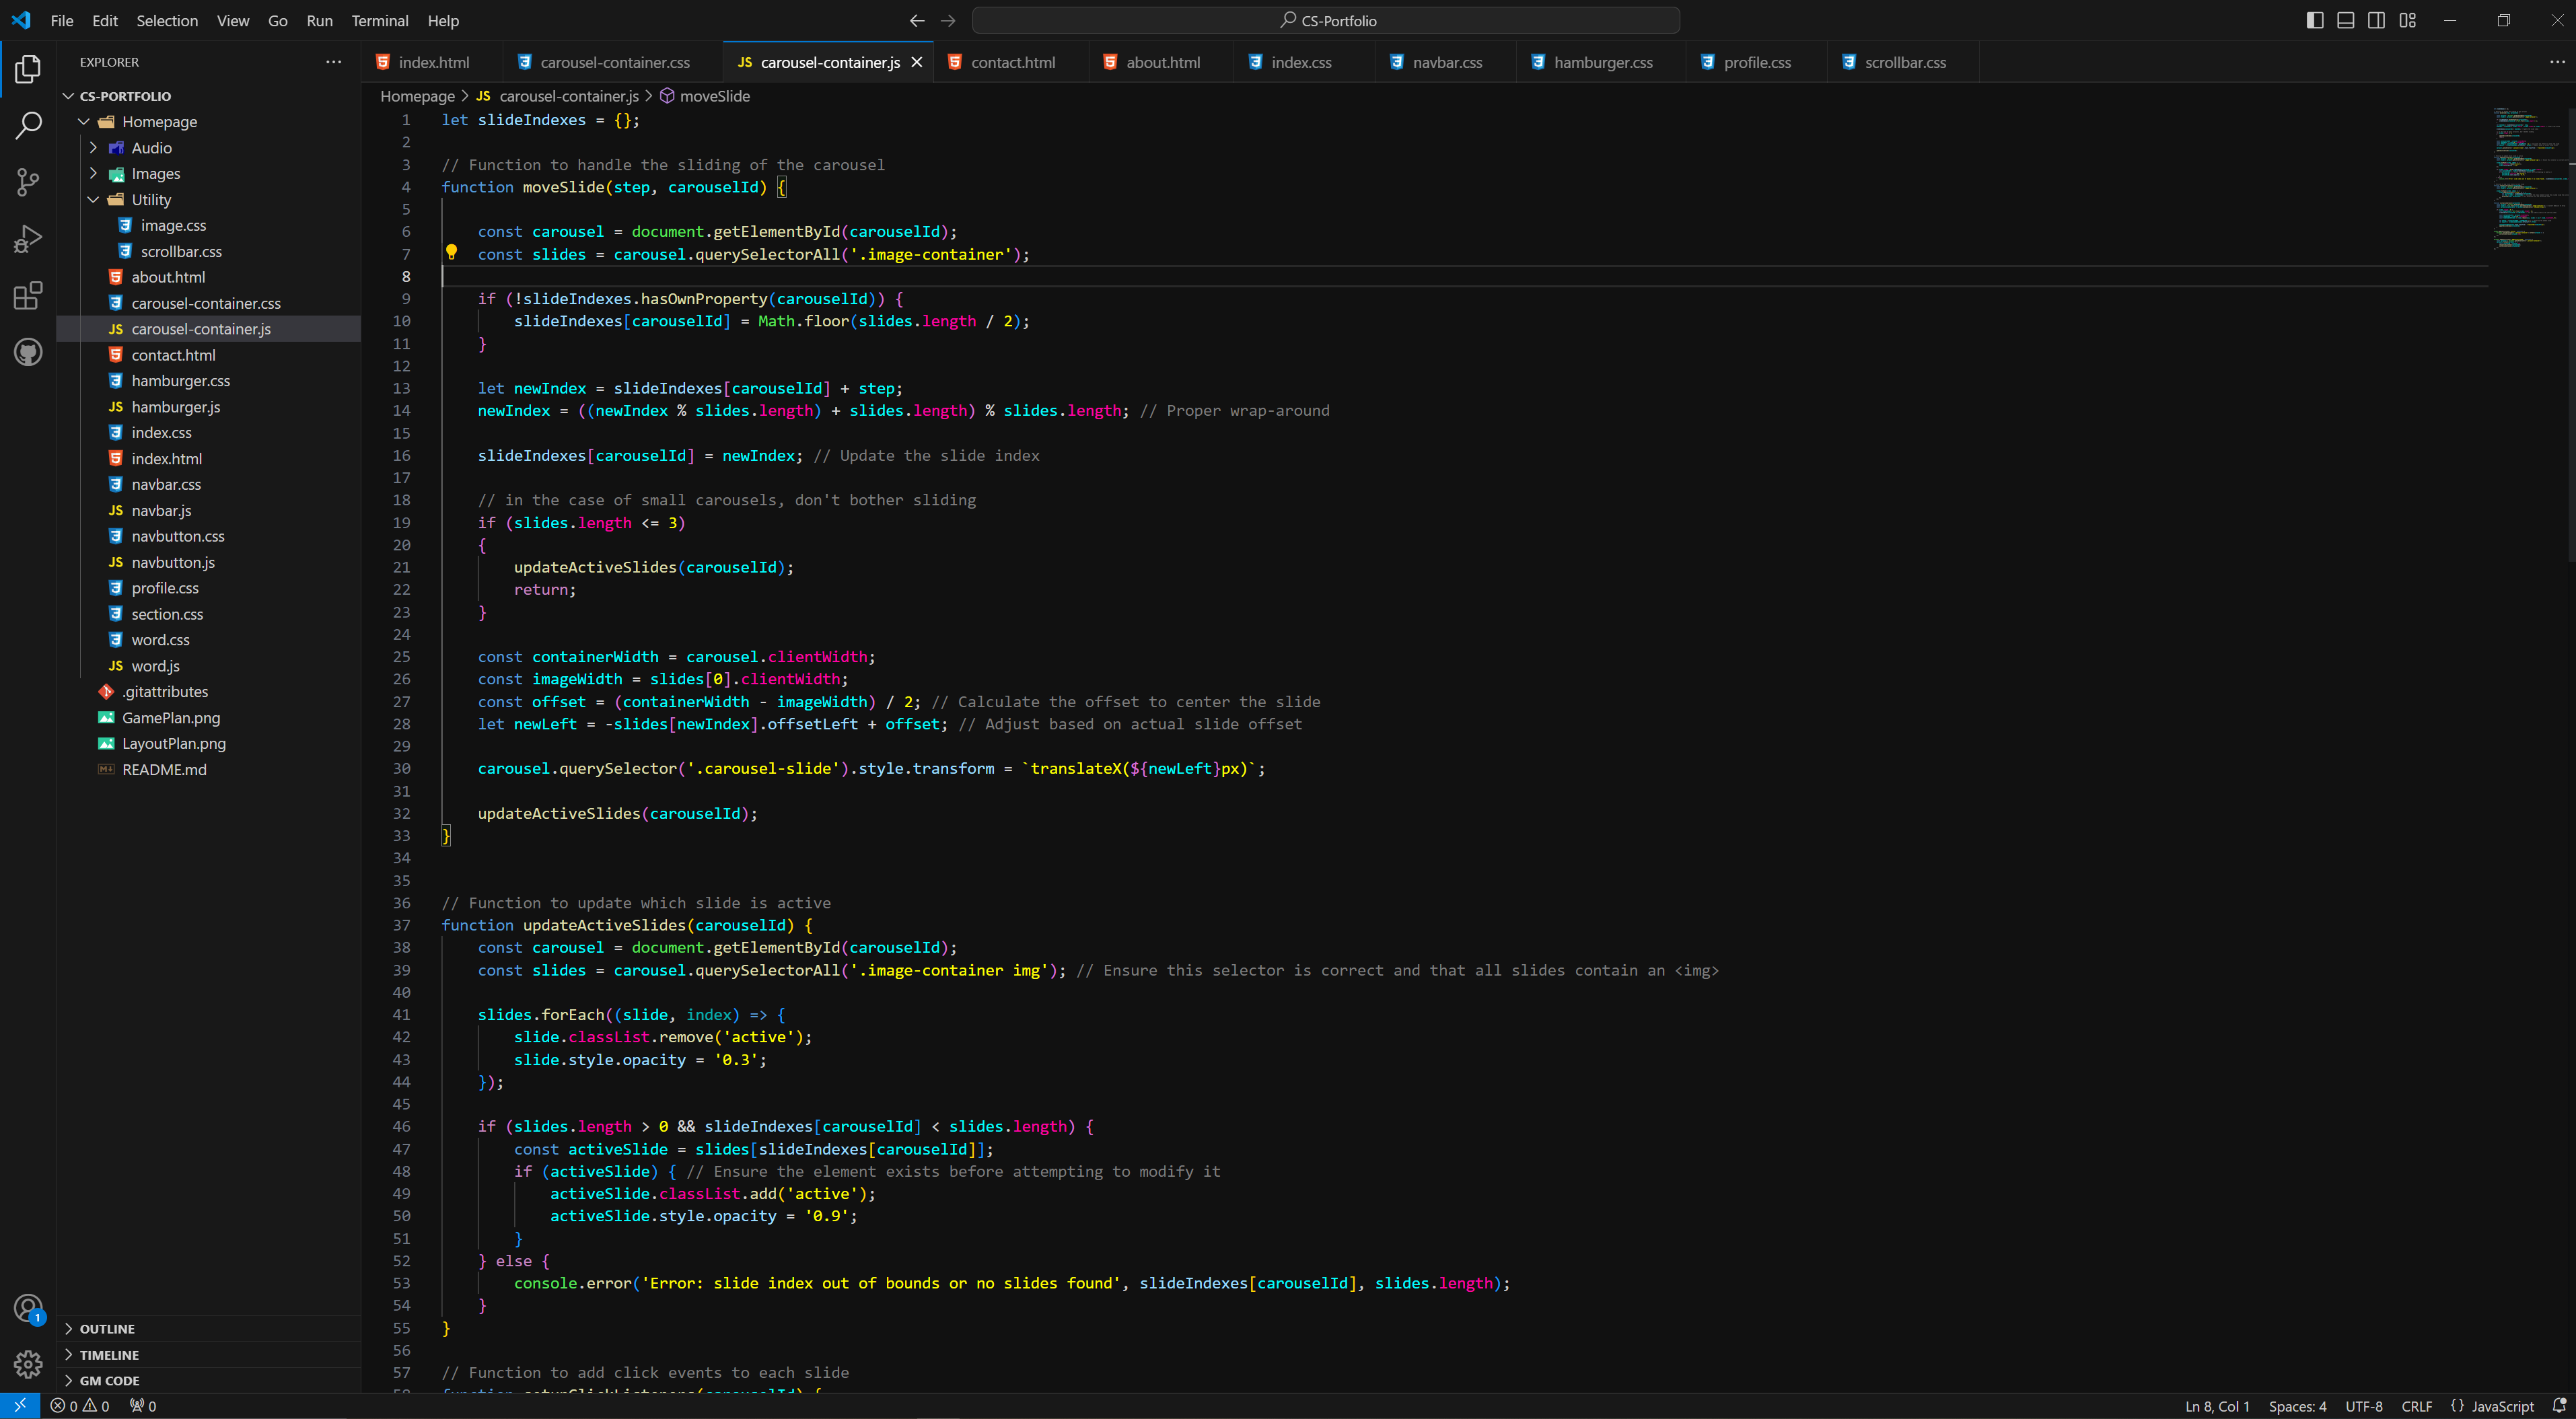 File Edit Selection View Go Run Terminal Help
CS-Portfolio
EXPLORER
CS-PORTFOLIO
Homepage
Audio
Images
Utility
image.css
scrollbar.css
about.html
carousel-container.css
carousel-container.js
contact.html
hamburger.css
hamburger.js
index.css
index.html
navbar.css
navbar.js
navbutton.css
navbutton.js
profile.css
section.css
word.css
word.js
.gitattributes
GamePlan.png
LayoutPlan.png
README.md
OUTLINE
TIMELINE
GM CODE
index.html carousel-container.css JS carousel-container.js contact.html about.html index.css navbar.css hamburger.css profile.css scrollbar.css
Homepage > JS carousel-container.js > moveSlide
1 let slideIndexes = {};
2
3 // Function to handle the sliding of the carousel
4 function moveSlide(step, carouselId) {
5
6 const carousel = document.getElementById(carouselId);
7 const slides = carousel.querySelectorAll('.image-container');
8
9 if (!slideIndexes.hasOwnProperty(carouselId)) {
10 slideIndexes[carouselId] = Math.floor(slides.length / 2);
11 }
12
13 let newIndex = slideIndexes[carouselId] + step;
14 newIndex = ((newIndex % slides.length) + slides.length) % slides.length; // Proper wrap-around
15
16 slideIndexes[carouselId] = newIndex; // Update the slide index
17
18 // in the case of small carousels, don't bother sliding
19 if (slides.length <= 3)
20 {
21 updateActiveSlides(carouselId);
22 return;
23 }
24
25 const containerWidth = carousel.clientWidth;
26 const imageWidth = slides[0].clientWidth;
27 const offset = (containerWidth - imageWidth) / 2; // Calculate the offset to center the slide
28 let newLeft = -slides[newIndex].offsetLeft + offset; // Adjust based on actual slide offset
29
30 carousel.querySelector('.carousel-slide').style.transform = `translateX(${newLeft}px)`;
31
32 updateActiveSlides(carouselId);
33 }
34
35
36 // Function to update which slide is active
37 function updateActiveSlides(carouselId) {
38 const carousel = document.getElementById(carouselId);
39 const slides = carousel.querySelectorAll('.image-container img'); // Ensure this selector is correct and that all slides contain an <img>
40
41 slides.forEach((slide, index) => {
42 slide.classList.remove('active');
43 slide.style.opacity = '0.3';
44 });
45
46 if (slides.length > 0 && slideIndexes[carouselId] < slides.length) {
47 const activeSlide = slides[slideIndexes[carouselId]];
48 if (activeSlide) { // Ensure the element exists before attempting to modify it
49 activeSlide.classList.add('active');
50 activeSlide.style.opacity = '0.9';
51 }
52 } else {
53 console.error('Error: slide index out of bounds or no slides found', slideIndexes[carouselId], slides.length);
54 }
55 }
56
57 // Function to add click events to each slide
1
0 0 0
Ln 8, Col 1 Spaces: 4 UTF-8 CRLF {} JavaScript